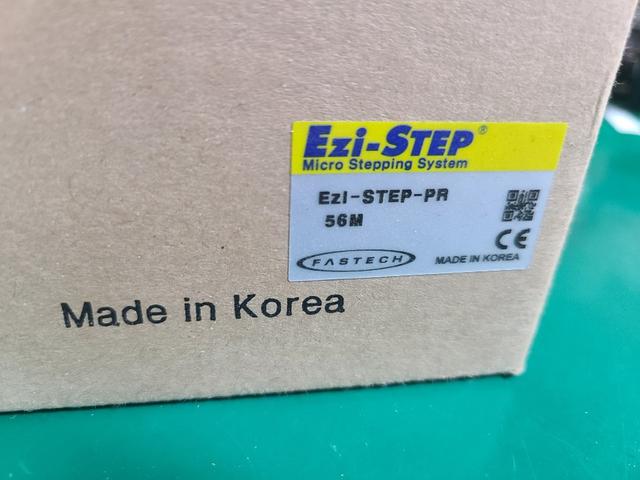 Ezi-STEP®
Micro Stepping System
EzI-STEP-PR
56M
CE
FASTECH
MADE IN KOREA
Made in Korea